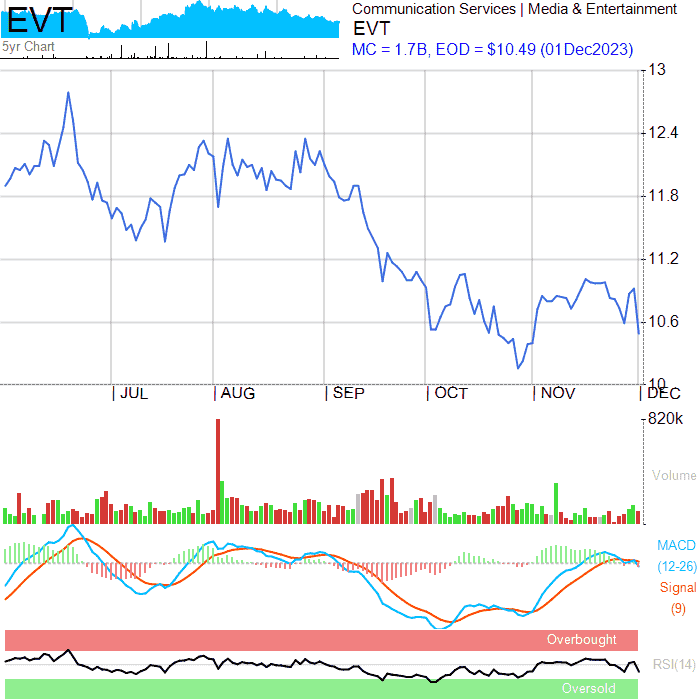 EVT
5yr Chart
Communication Services | Media & Entertainment
EVT
MC = 1.7B, EOD = $10.49 (01Dec2023)
13
12.4
11.8
11.2
10.6
10
JUL
AUG
SEP
OCT
NOV
DEC
820k
Volume
MACD
(12-26)
Signal
(9)
Overbought
RSI(14)
Oversold